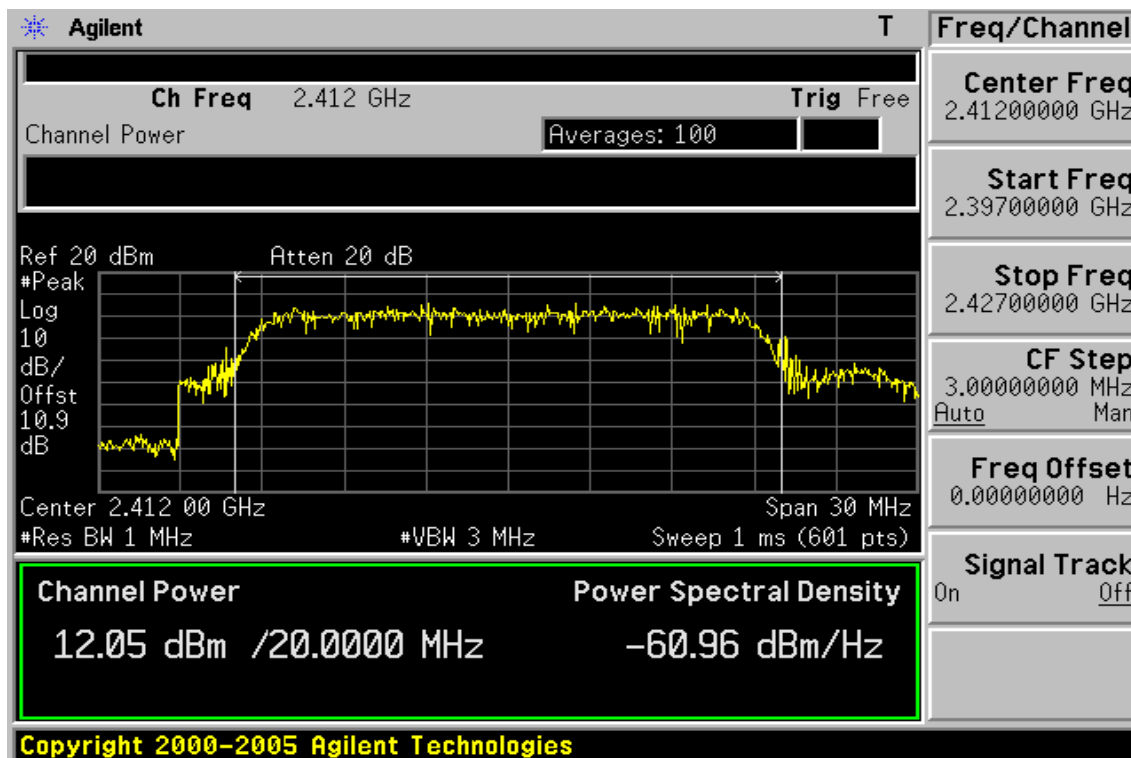 Agilent T
Freq/Channel
Ch Freq 2.412 GHz Trig Free
Channel Power Averages: 100
Ref 20 dBm Atten 20 dB
#Peak
Log
10
dB/
Offst
10.9
dB
Center 2.412 00 GHz Span 30 MHz
#Res BW 1 MHz #VBW 3 MHz Sweep 1 ms (601 pts)
Channel Power Power Spectral Density
12.05 dBm /20.0000 MHz -60.96 dBm/Hz
Center Freq
2.41200000 GHz
Start Freq
2.39700000 GHz
Stop Freq
2.42700000 GHz
CF Step
3.00000000 MHz
Auto Man
Freq Offset
0.00000000 Hz
Signal Track
On Off
Copyright 2000-2005 Agilent Technologies